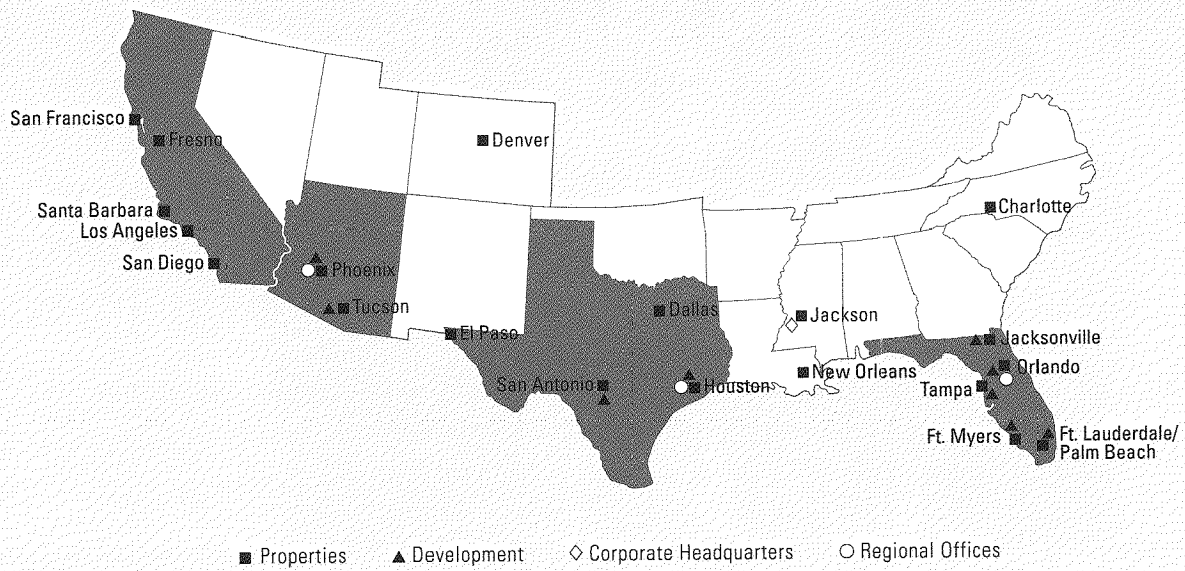 San Francisco
Fresno
Denver
Santa Barbara
Los Angeles
San Diego
Charlotte
Phoenix
Tucson
El Paso
Dallas
Jackson
San Antonio
Houston
New Orleans
Jacksonville
Orlando
Tampa
Ft. Myers
Ft. Lauderdale/
Palm Beach
Properties
Development
Corporate Headquarters
Regional Offices